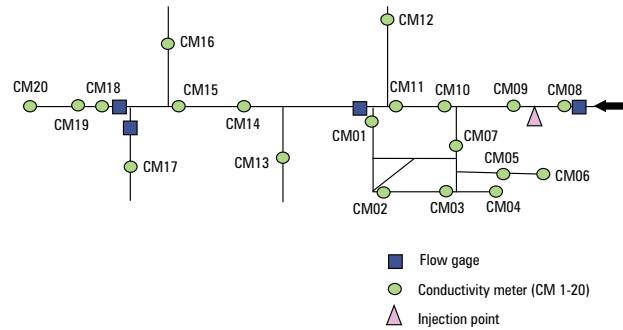 CM12
CM16
CM20
CM18
CM15
CM11
CM10
CM09
CM08
CM19
CM14
CM01
CM07
CM17
CM13
CM05
CM06
CM02
CM03
CM04
Flow gage
Conductivity meter (CM 1-20)
Injection point